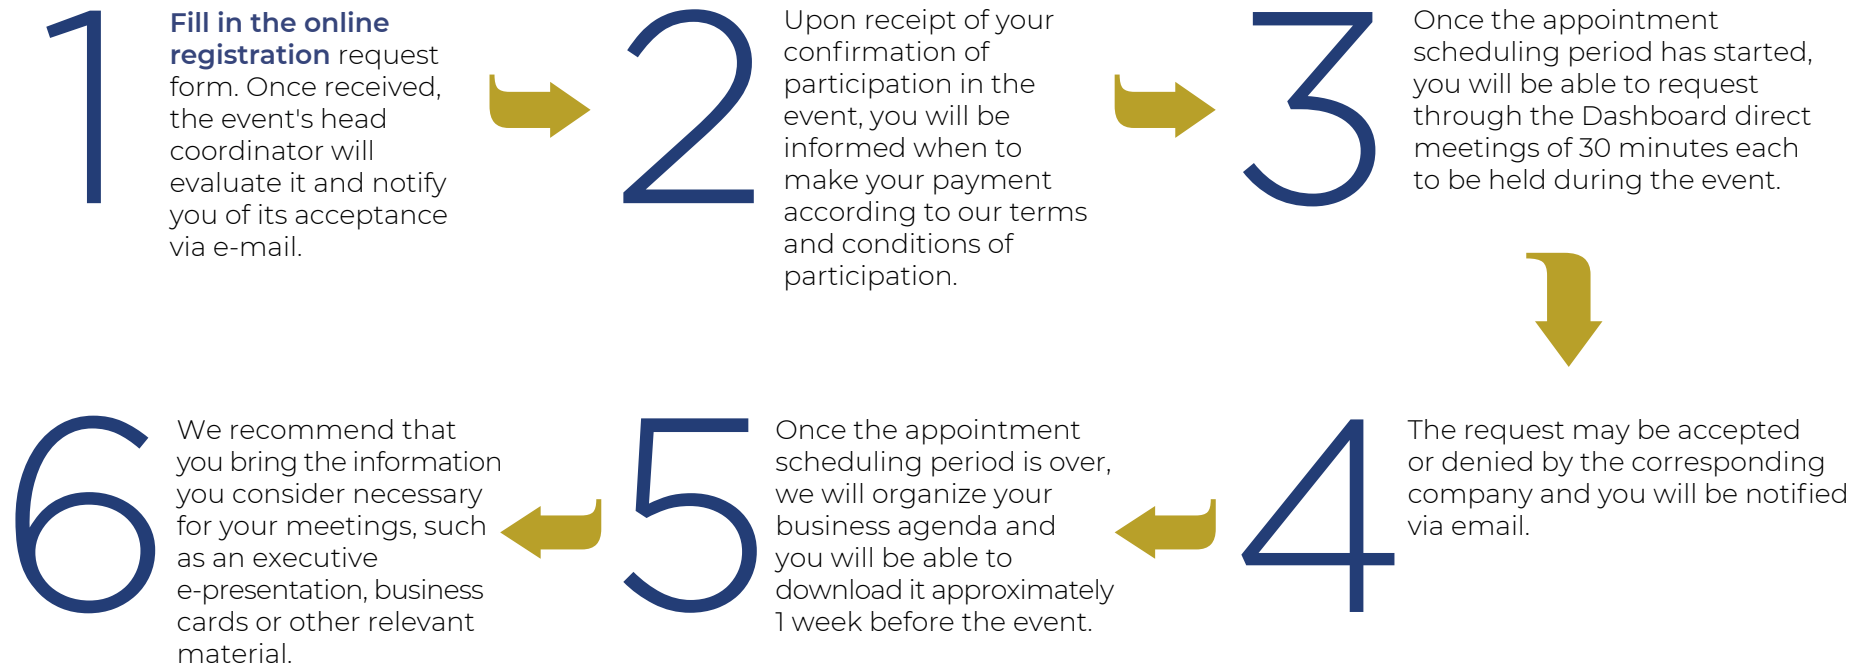 1
Fill in the online
registration request
form. Once received,
the event's head
coordinator will
evaluate it and notify
you of its acceptance
via e-mail.
2
Upon receipt of your
confirmation of
participation in the
event, you will be
informed when to
make your payment
according to our terms
and conditions of
participation.
3
Once the appointment
scheduling period has started,
you will be able to request
through the Dashboard direct
meetings of 30 minutes each
to be held during the event.
4
The request may be accepted
or denied by the corresponding
company and you will be notified
via email.
5
Once the appointment
scheduling period is over,
we will organize your
business agenda and
you will be able to
download it approximately
1 week before the event.
6
We recommend that
you bring the information
you consider necessary
for your meetings, such
as an executive
e-presentation, business
cards or other relevant
material.